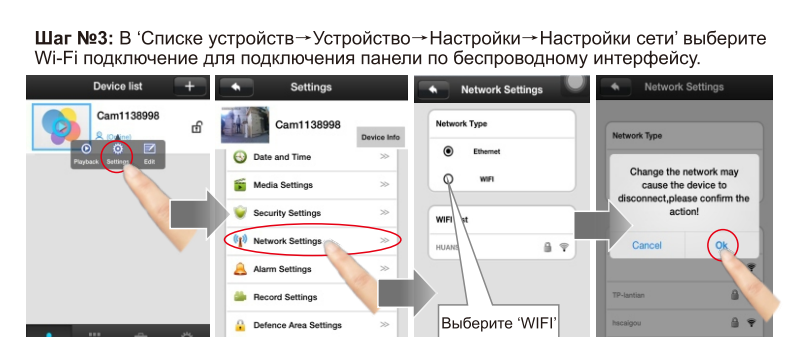 Шаг №3: В ‘Списке устройств→Устройство→Настройки→Настройки сети’ выберите
Wi-Fi подключение для подключения панели по беспроводному интерфейсу.
Device list
+
Cam1138998
(Online)
Playback
Settings
Edit
Settings
Cam1138998
Device Info
Date and Time
Media Settings
Security Settings
Network Settings
Alarm Settings
Record Settings
Defence Area Settings
Network Settings
Network Type
Ethernet
WIFI
WIFI
Выберите ‘WIFI’
Network Settings
Network Type
Change the network may
cause the device to
disconnect,please confirm the
action!
Cancel
Ok
TP-lantian
hscaigou